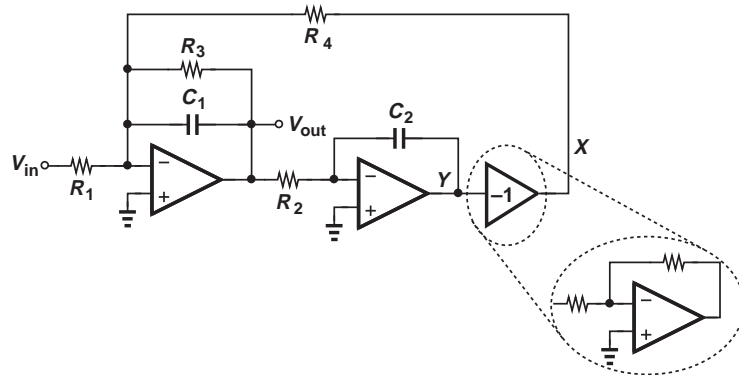 R4
R3
C1
Vout
C2
Vin
R1
−
+
R2
−
+
Y
−1
X
−
+